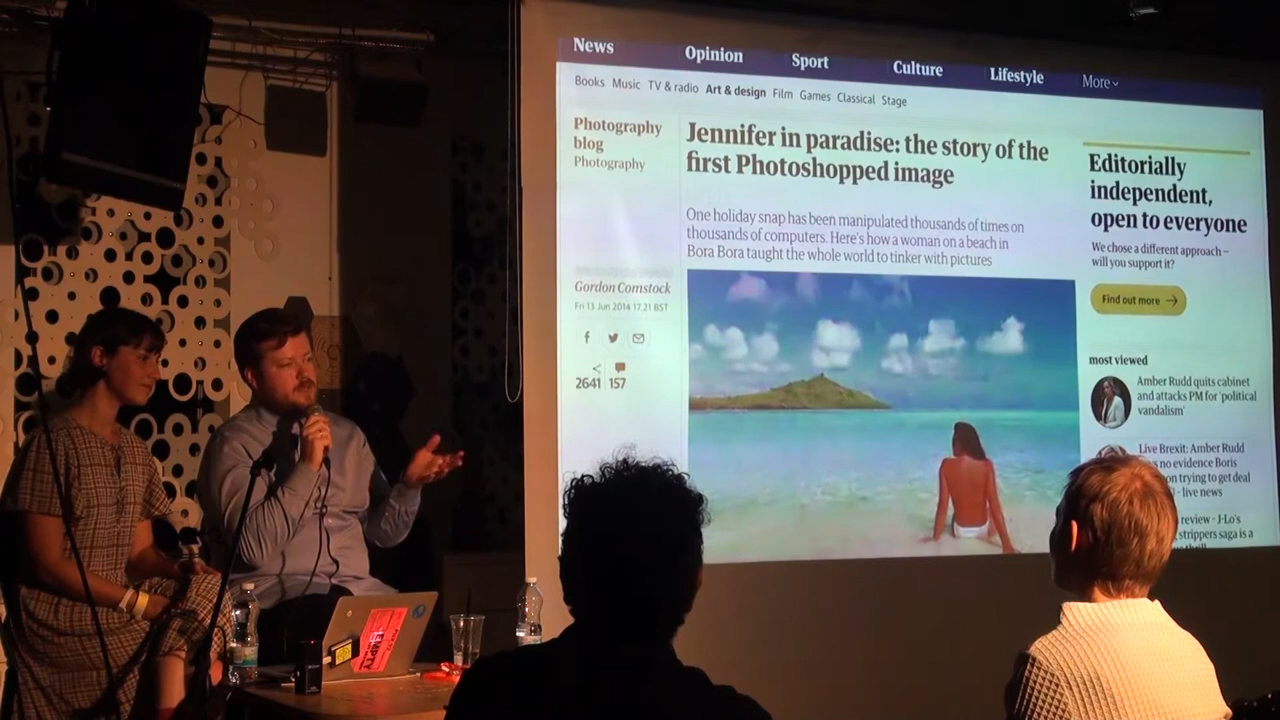 News Opinion Sport Culture Lifestyle More
Books Music TV & radio Art & design Film Games Classical Stage
Photography
blog
Photography
Jennifer in paradise: the story of the
first Photoshopped image
One holiday snap has been manipulated thousands of times on
thousands of computers. Here's how a woman on a beach in
Bora Bora taught the whole world to tinker with pictures
Gordon Comstock
Fri 13 Jun 2014 17.21 BST
2641 157
Editorially
independent,
open to everyone
We chose a different approach –
will you support it?
Find out more
most viewed
Amber Rudd quits cabinet
and attacks PM for 'political
vandalism'
Live Brexit: Amber Rudd
no evidence Boris
on trying to get deal
- live news
review - J-Lo's
strippers saga is a
EMPTY